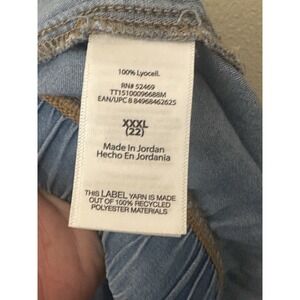 100% Lyocell.
RN# 52469
TT15100096688M
EAN/UPC 8 84968462625
XXXL
(22)
Made in Jordan
Hecho En Jordania
THIS LABEL YARN IS MADE
OUT OF 100% RECYCLED
POLYESTER MATERIALS